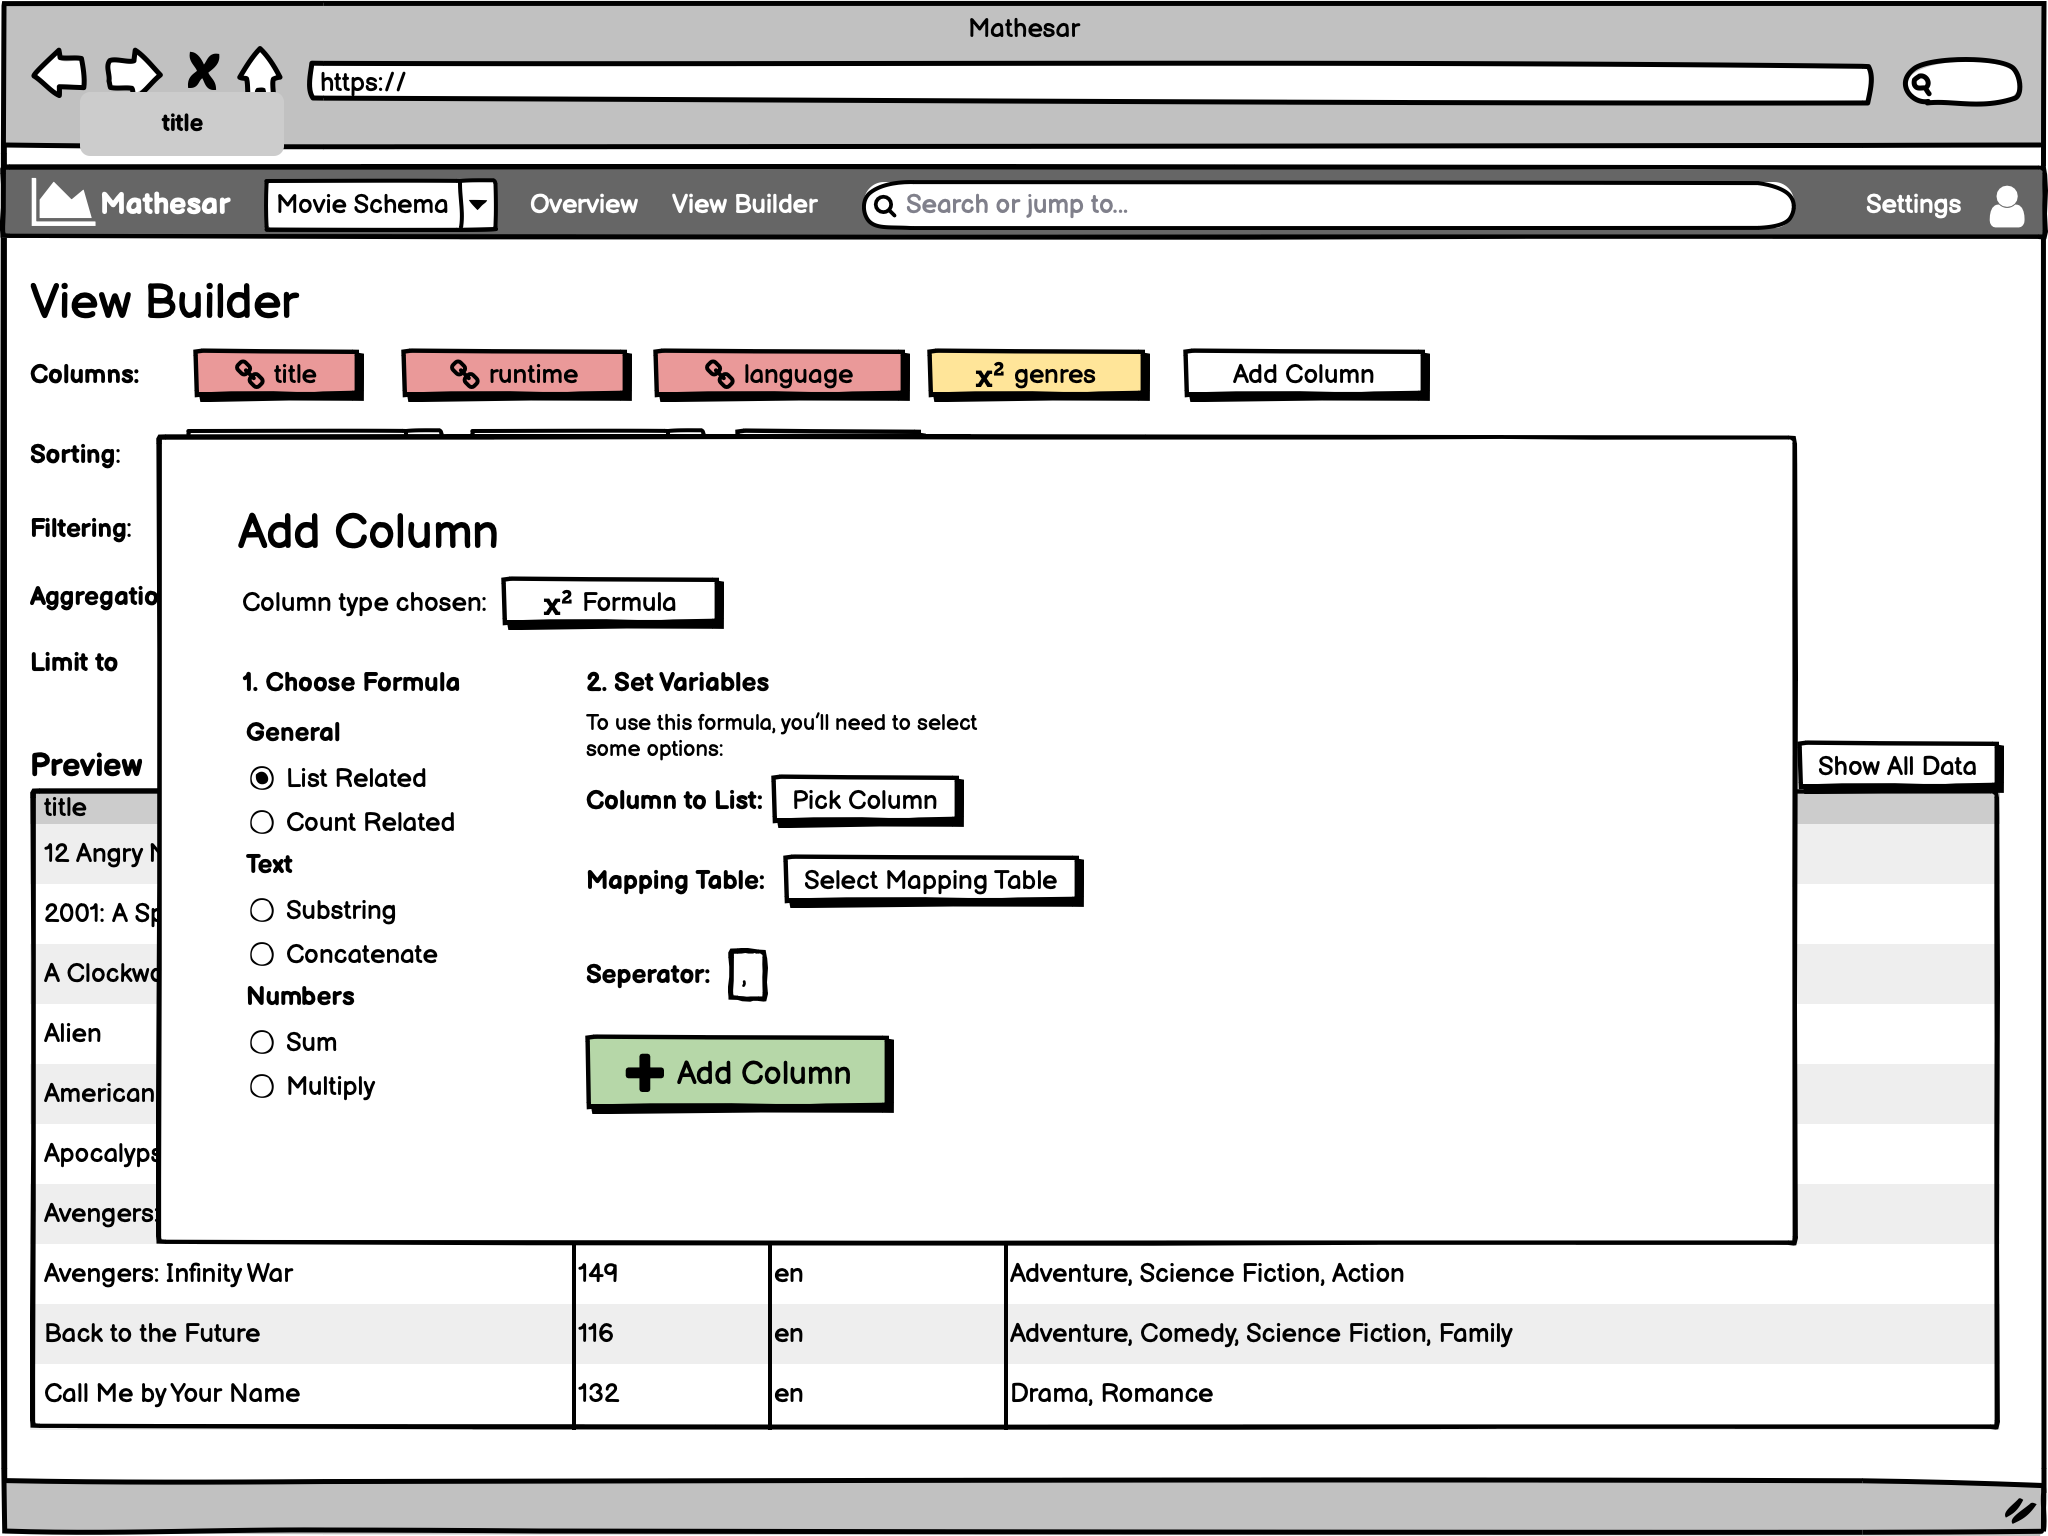 Mathesar
https://
title
Mathesar Movie Schema Overview View Builder Search or jump to... Settings
View Builder
Columns: title runtime language x² genres Add Column
Sorting:
Filtering:
Aggregatio
Limit to
Add Column
Column type chosen: x² Formula
1. Choose Formula
General
List Related
Count Related
Text
Substring
Concatenate
Numbers
Sum
Multiply
2. Set Variables
To use this formula, you'll need to select
some options:
Column to List: Pick Column
Mapping Table: Select Mapping Table
Seperator: ,
Add Column
Preview Show All Data
title
12 Angry
2001: A Sp
A Clockwo
Alien
American
Apocalyps
Avengers:
Avengers: Infinity War 149 en Adventure, Science Fiction, Action
Back to the Future 116 en Adventure, Comedy, Science Fiction, Family
Call Me by Your Name 132 en Drama, Romance